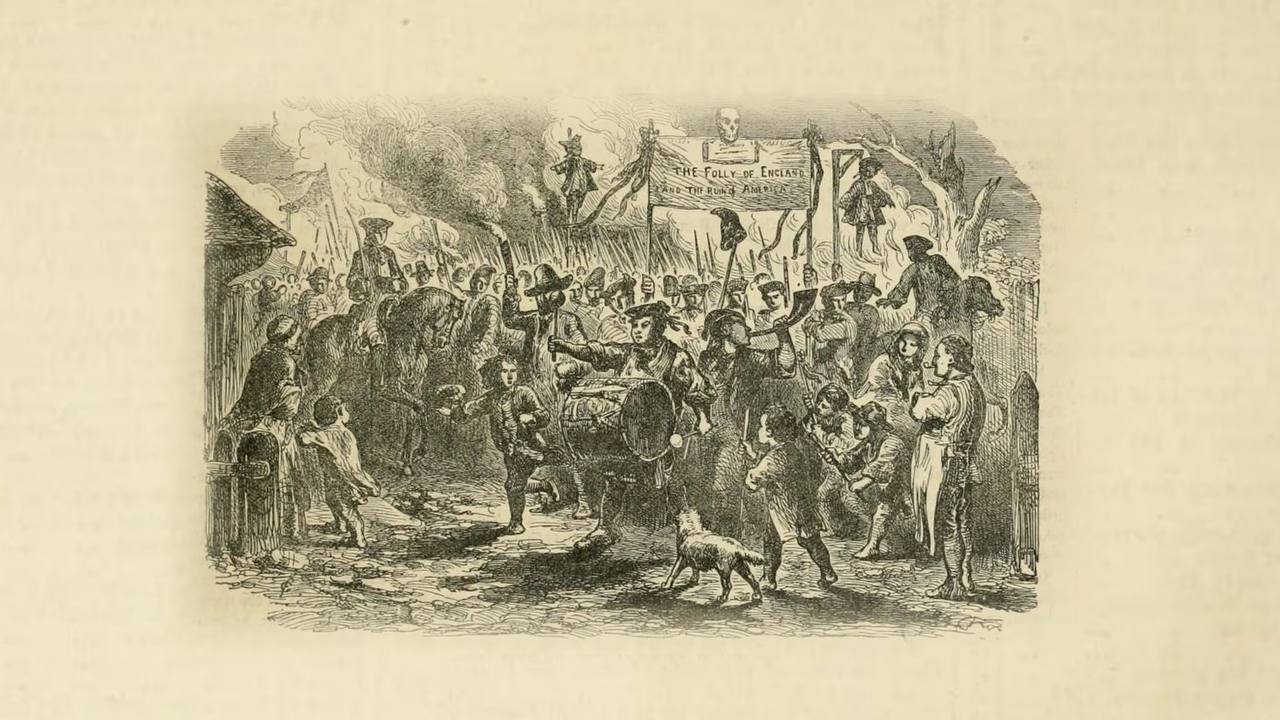 THE FOLLY OF ENGLAND
AND THE RUIN of AMERICA